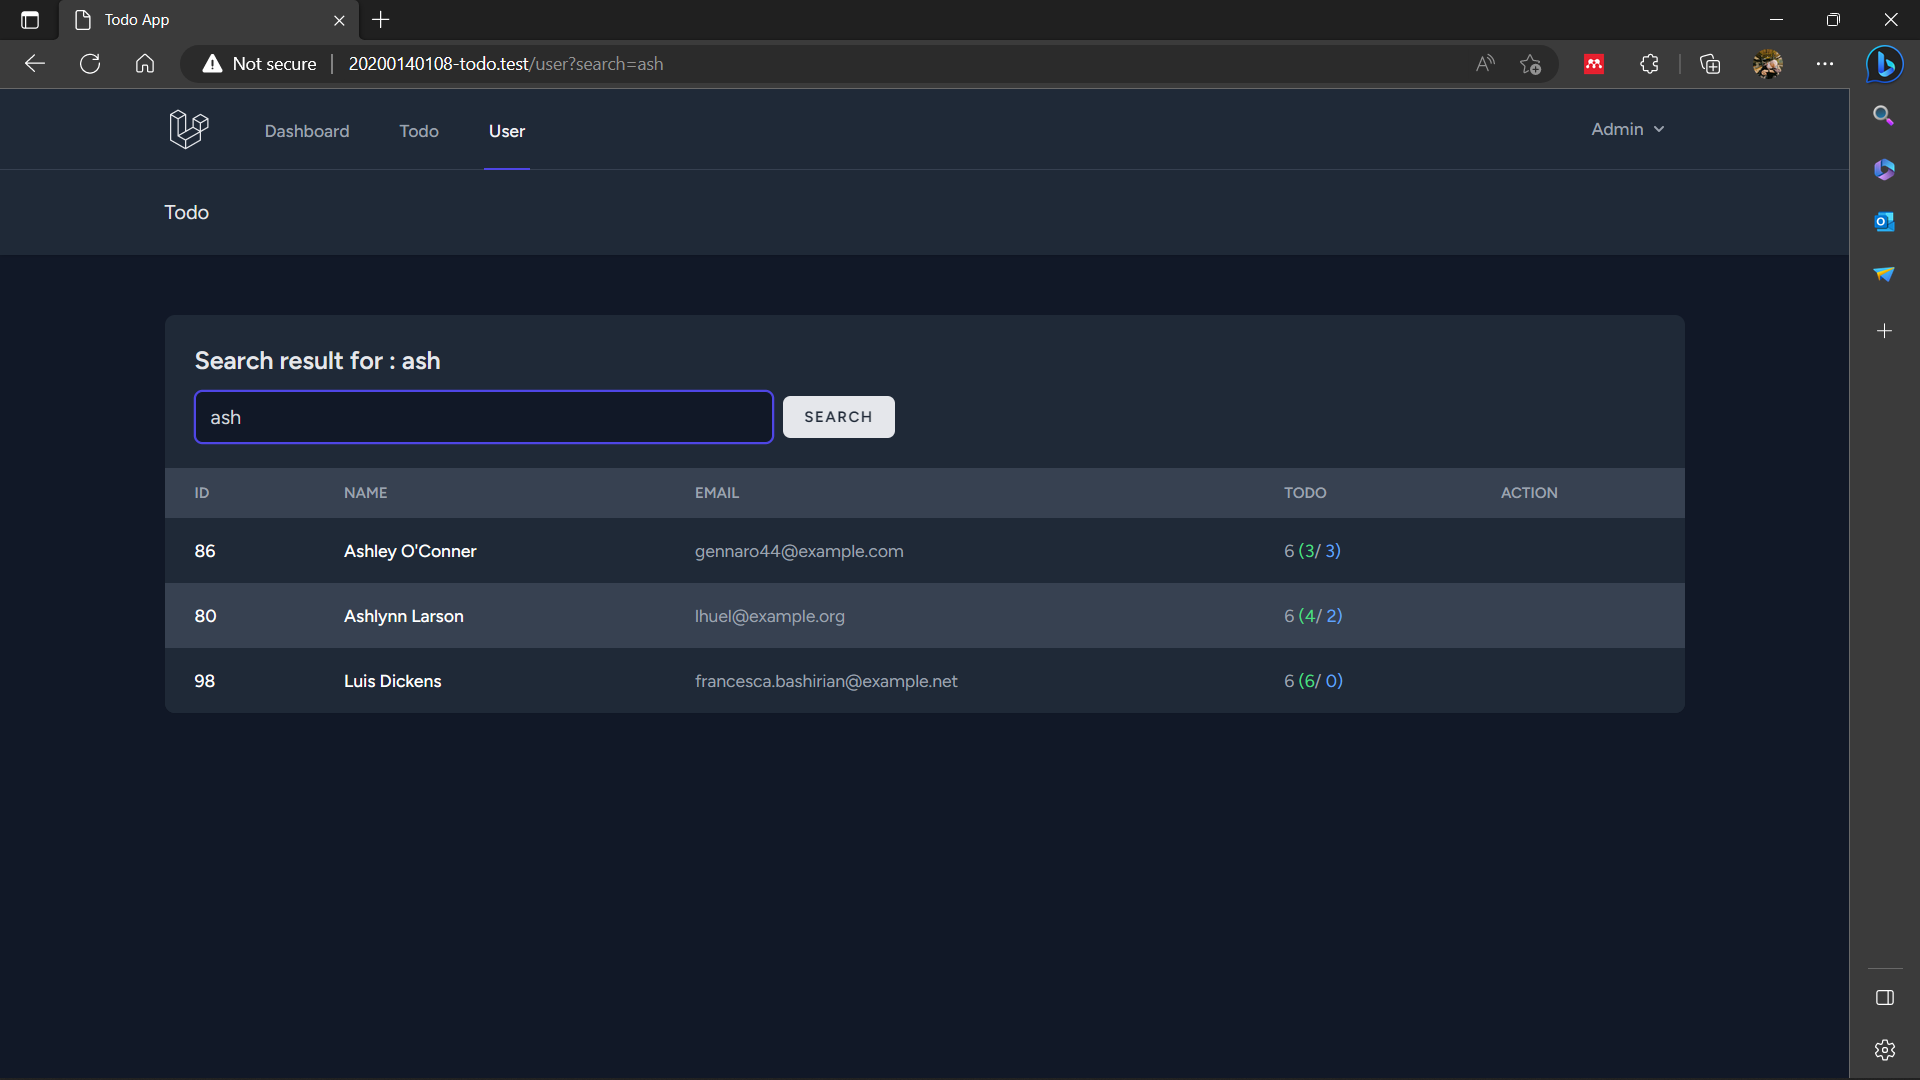 Todo App
Not secure 20200140108-todo.test/user?search=ash
Dashboard Todo User Admin
Todo
Search result for : ash
ash SEARCH
ID NAME EMAIL TODO ACTION
86 Ashley O'Conner gennaro44@example.com 6 (3/ 3)
80 Ashlynn Larson lhuel@example.org 6 (4/ 2)
98 Luis Dickens francesca.bashirian@example.net 6 (6/ 0)